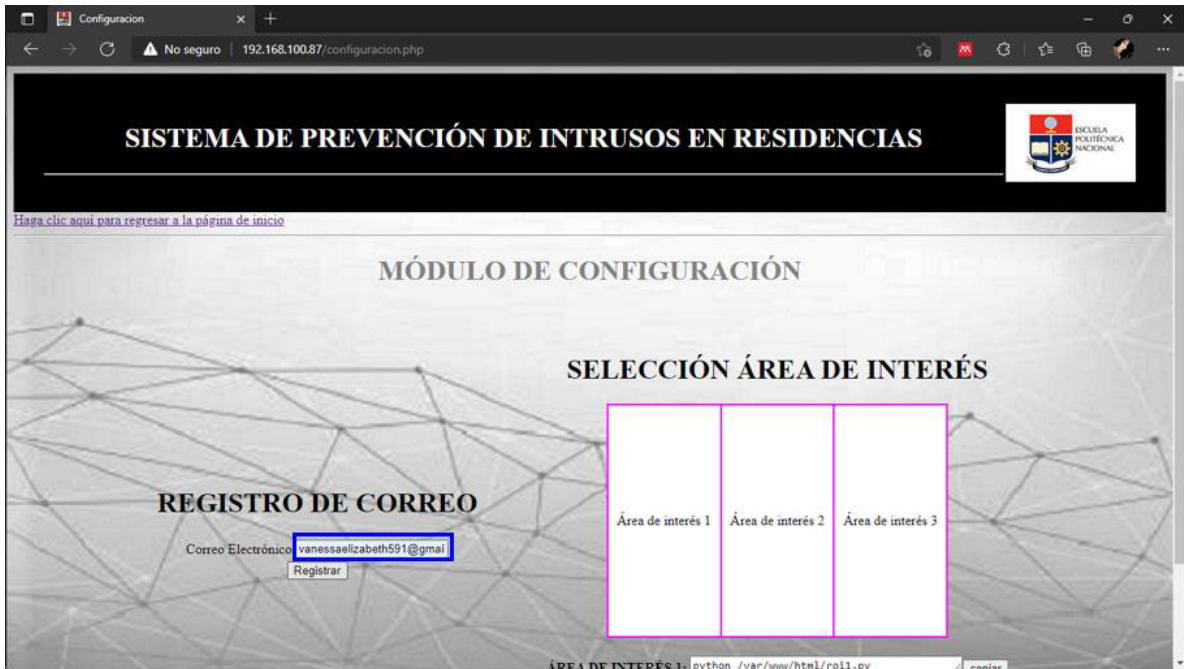 Configuracion
No seguro | 192.168.100.87/configuracion.php
SISTEMA DE PREVENCIÓN DE INTRUSOS EN RESIDENCIAS
ESCUELA
POLITÉCNICA
NACIONAL
Haga clic aquí para regresar a la página de inicio
MÓDULO DE CONFIGURACIÓN
SELECCIÓN ÁREA DE INTERÉS
Área de interés 1 Área de interés 2 Área de interés 3
REGISTRO DE CORREO
Correo Electrónico: vanessaelizabeth591@gmai
Registrar
ÁREA DE INTERÉS 1: python /var/www/html/roi1.py copiar